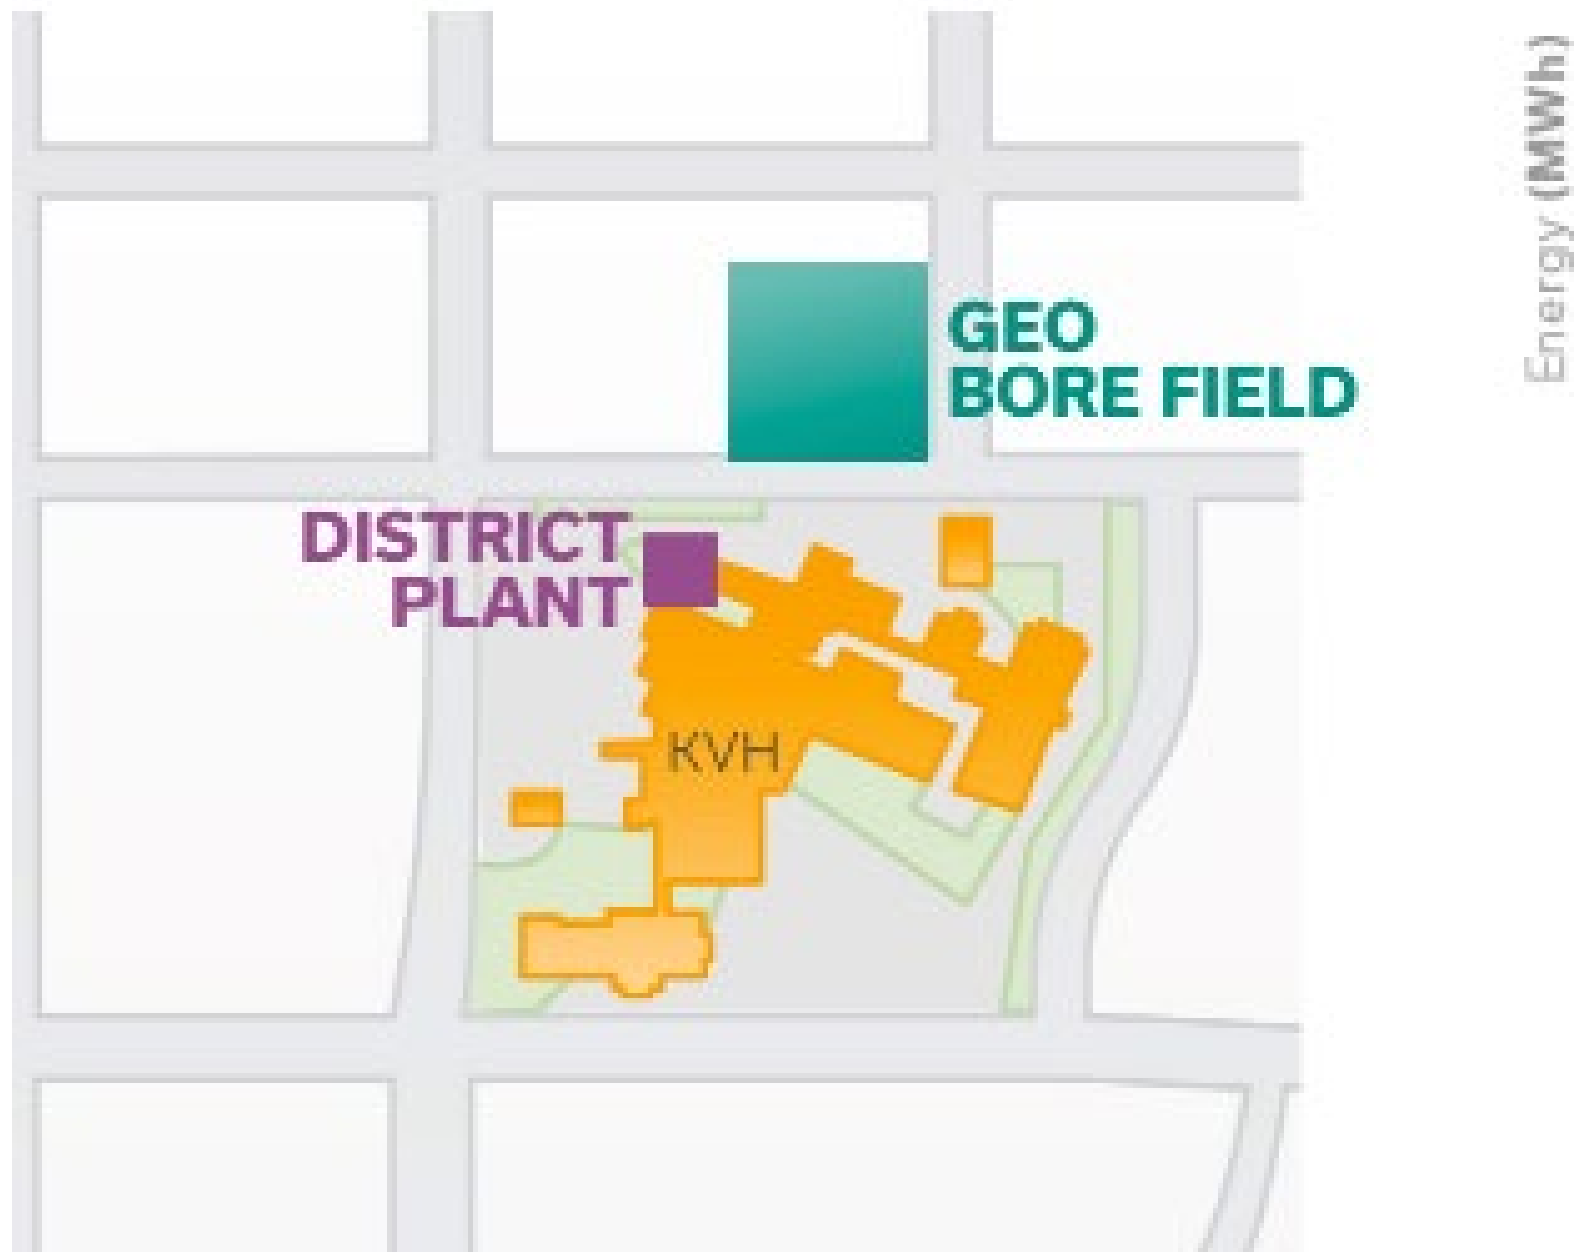 GEO
BORE FIELD
DISTRICT
PLANT
KVH
Energy (MWh)